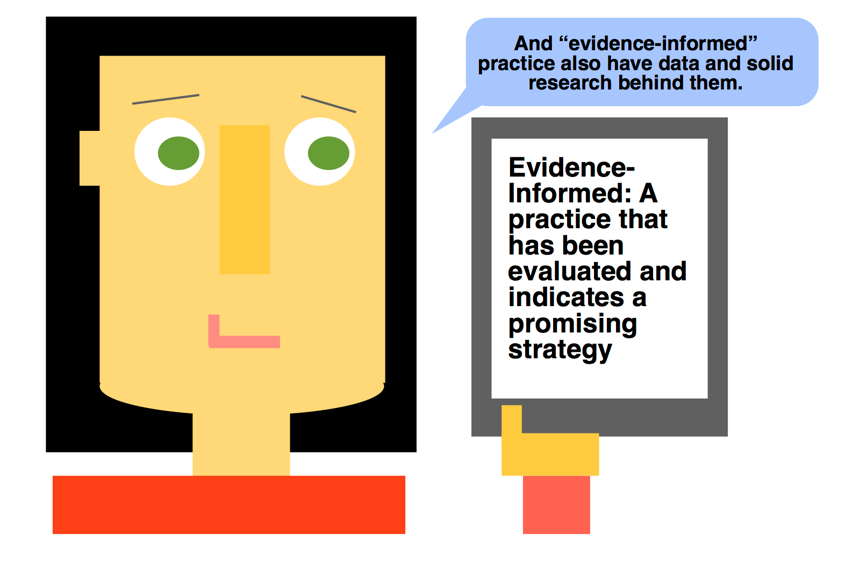 And “evidence-informed”
practice also have data and solid
research behind them.
Evidence-
Informed: A
practice that
has been
evaluated and
indicates a
promising
strategy